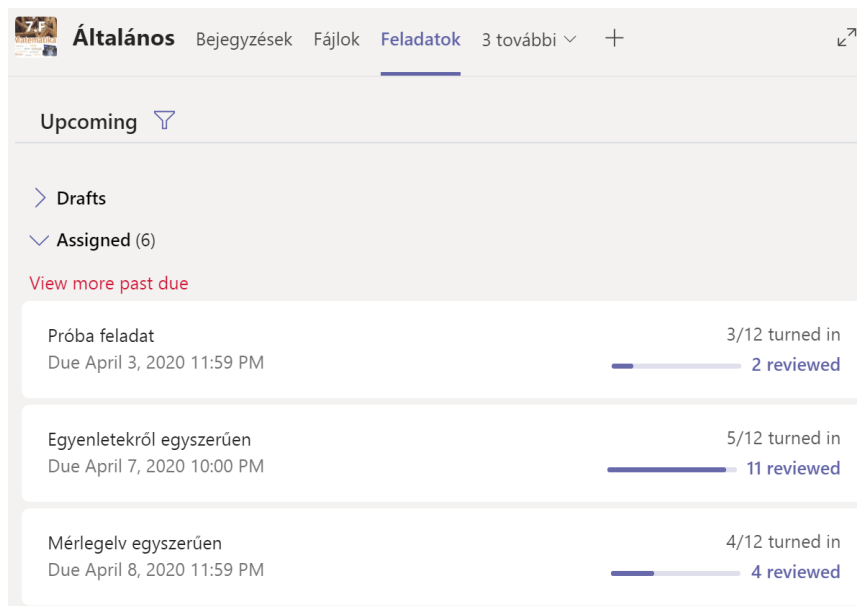 7.F
Matematika
Általános Bejegyzések Fájlok Feladatok 3 további
Upcoming
Drafts
Assigned (6)
View more past due
Próba feladat
3/12 turned in
Due April 3, 2020 11:59 PM
2 reviewed
Egyenletekről egyszerűen
5/12 turned in
Due April 7, 2020 10:00 PM
11 reviewed
Mérlegelv egyszerűen
4/12 turned in
Due April 8, 2020 11:59 PM
4 reviewed